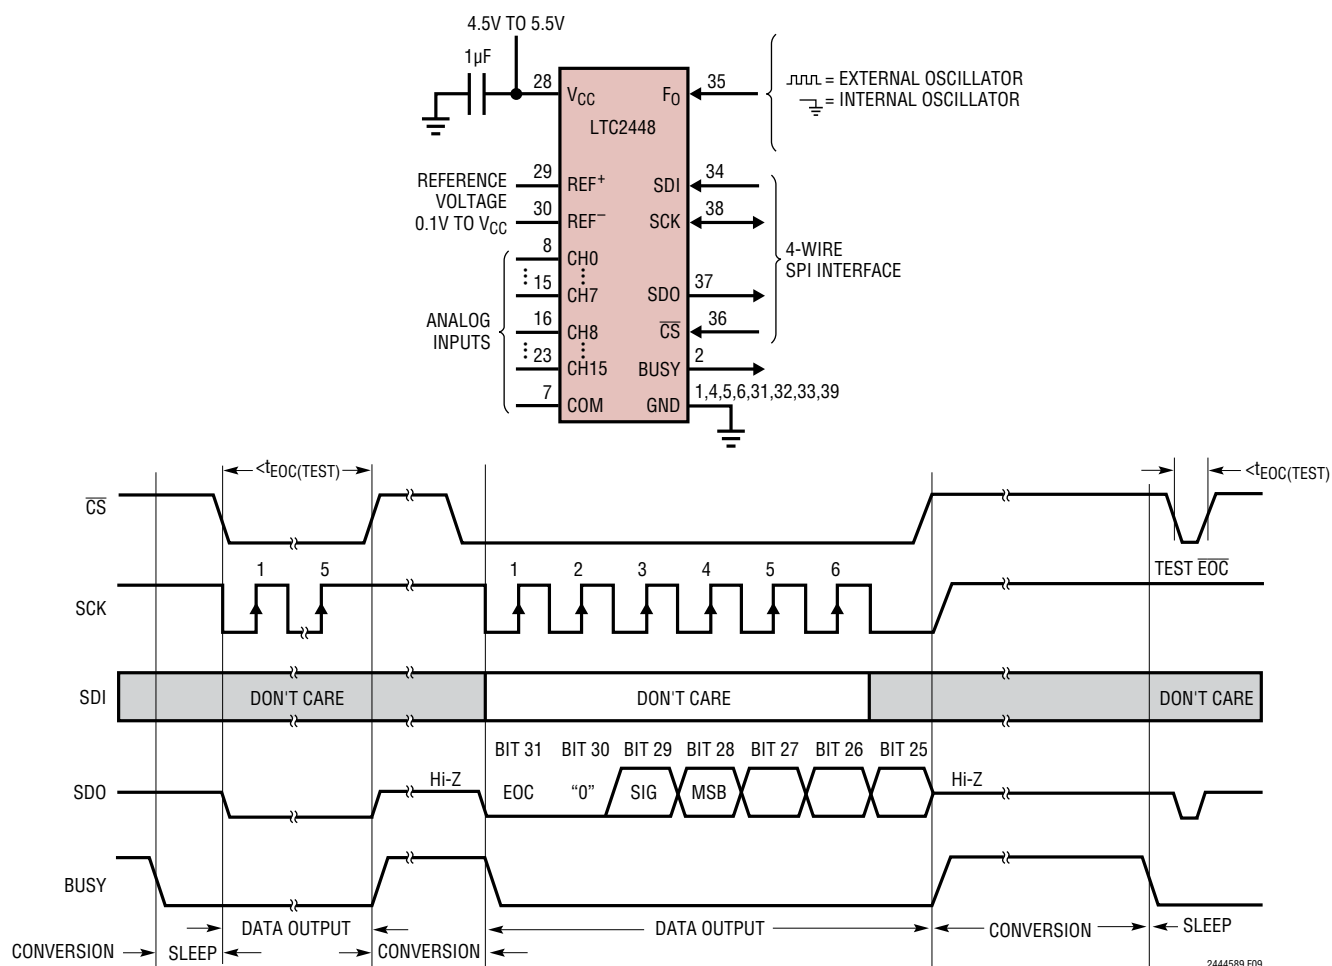 4.5V TO 5.5V
1µF
28
VCC
LTC2448
FO
35
= EXTERNAL OSCILLATOR
= INTERNAL OSCILLATOR
REFERENCE
VOLTAGE
0.1V TO VCC
29
REF+
30
REF–
SDI
34
SCK
38
4-WIRE
SPI INTERFACE
ANALOG
INPUTS
8
CH0
15
CH7
16
CH8
23
CH15
7
COM
SDO
37
CS
36
BUSY
2
GND
1,4,5,6,31,32,33,39
<tEOC(TEST)
<tEOC(TEST)
CS
TEST EOC
SCK
1 5 1 2 3 4 5 6
SDI
DON'T CARE DON'T CARE DON'T CARE
BIT 31 BIT 30 BIT 29 BIT 28 BIT 27 BIT 26 BIT 25
SDO
Hi-Z EOC “0” SIG MSB Hi-Z
BUSY
DATA OUTPUT DATA OUTPUT CONVERSION SLEEP
CONVERSION SLEEP CONVERSION
2444589 F09